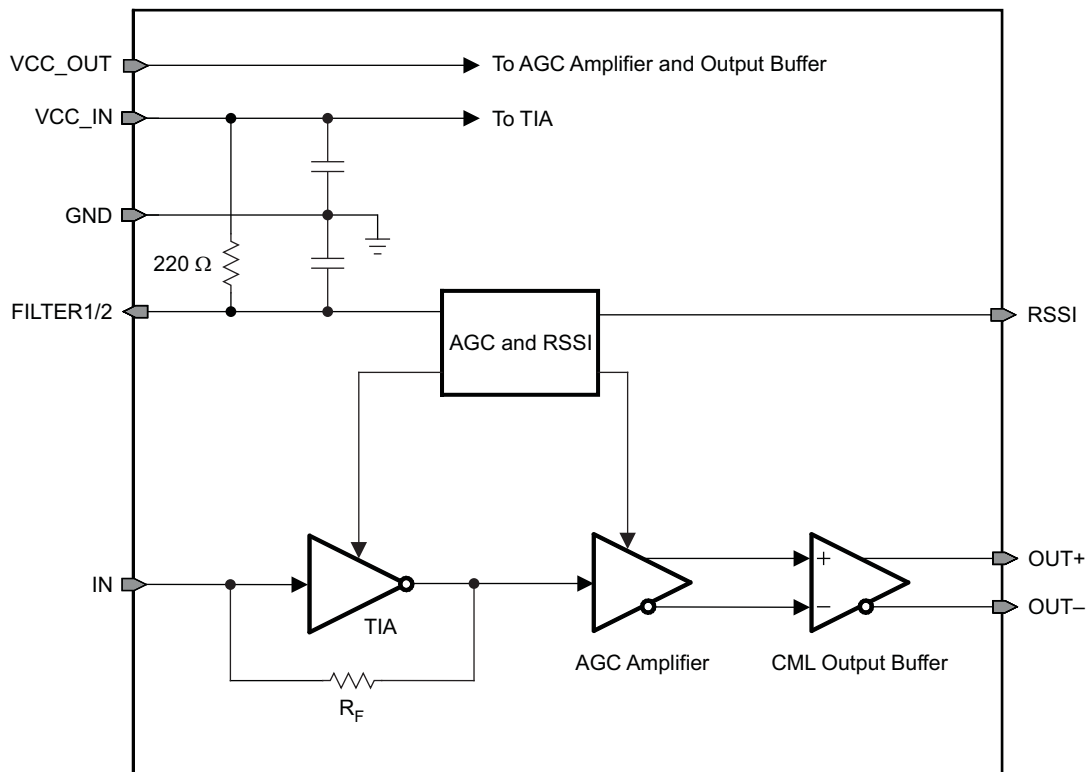 VCC_OUT
To AGC Amplifier and Output Buffer
VCC_IN
To TIA
GND
220 Ω
FILTER1/2
AGC and RSSI
RSSI
IN
TIA
+
−
OUT+
OUT–
AGC Amplifier
CML Output Buffer
RF